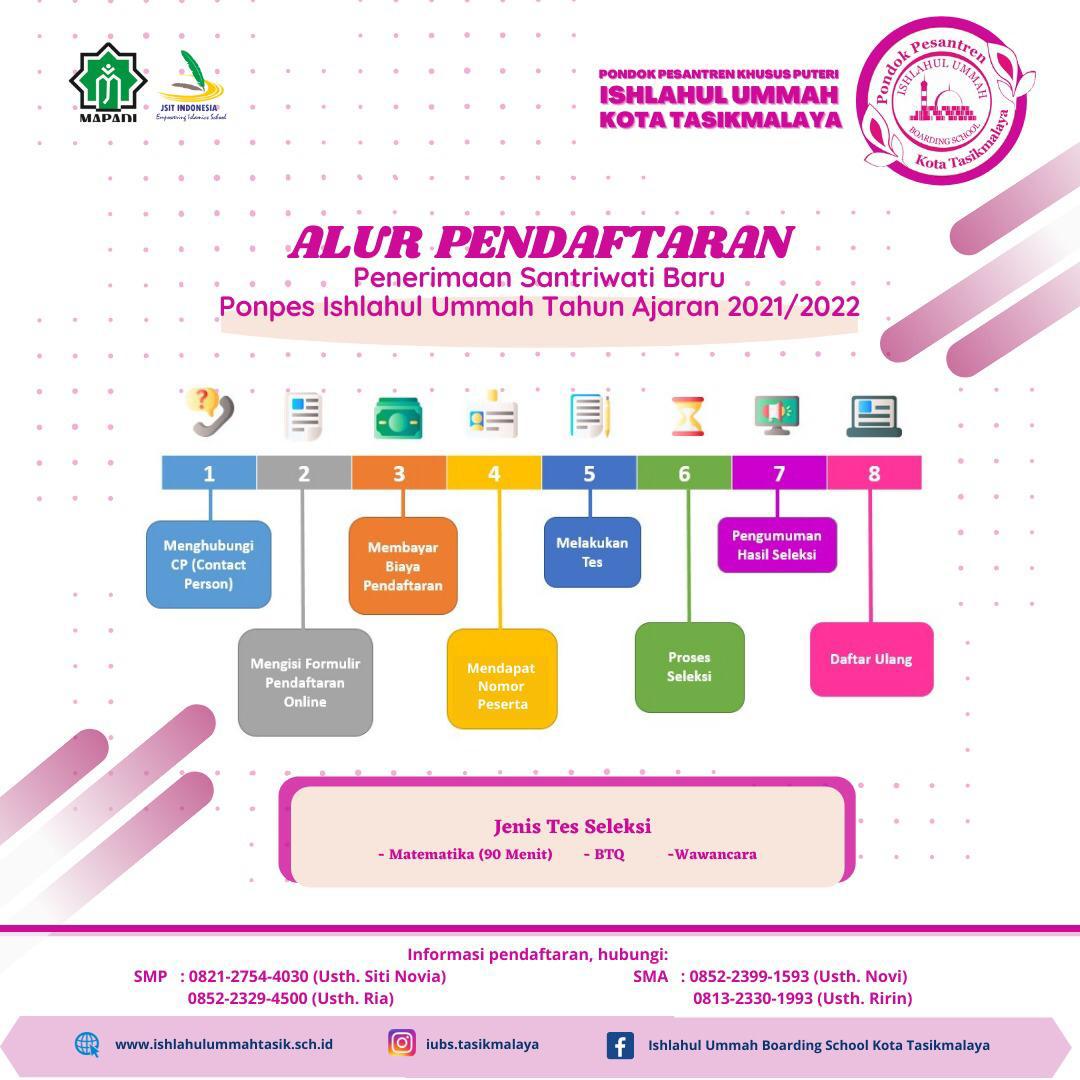 MAPADI
JSIT INDONESIA
Empowering Islamics School
PONDOK PESANTREN KHUSUS PUTERI
ISHLAHUL UMMAH
KOTA TASIKMALAYA
Pondok Pesantren
ISHLAHUL UMMAH
BOARDING SCHOOL
Kota Tasikmalaya
ALUR PENDAFTARAN
Penerimaan Santriwati Baru
Ponpes Ishlahul Ummah Tahun Ajaran 2021/2022
1 2 3 4 5 6 7 8
Menghubungi
CP (Contact
Person)
Mengisi Formulir
Pendaftaran
Online
Membayar
Biaya
Pendaftaran
Mendapat
Nomor
Peserta
Melakukan
Tes
Proses
Seleksi
Pengumuman
Hasil Seleksi
Daftar Ulang
Jenis Tes Seleksi
- Matematika (90 Menit) - BTQ -Wawancara
Informasi pendaftaran, hubungi:
SMP : 0821-2754-4030 (Usth. Siti Novia)
0852-2329-4500 (Usth. Ria)
SMA : 0852-2399-1593 (Usth. Novi)
0813-2330-1993 (Usth. Ririn)
www.ishlahulummahtasik.sch.id
iubs.tasikmalaya
Ishlahul Ummah Boarding School Kota Tasikmalaya